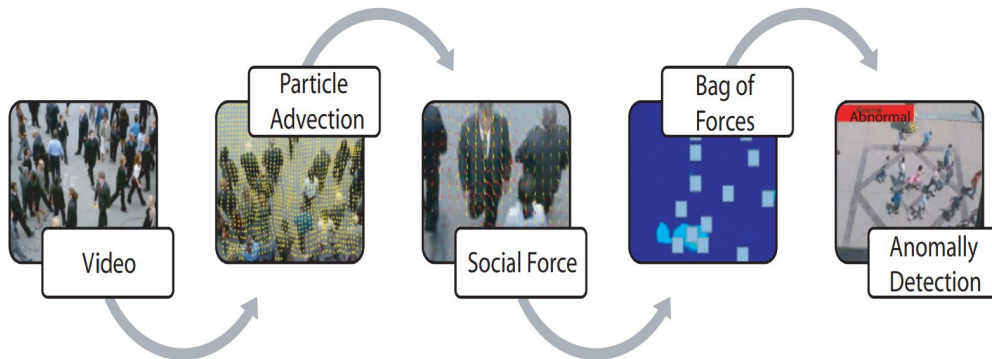 Video
Particle
Advection
Social Force
Bag of
Forces
Abnormal
Anomally
Detection